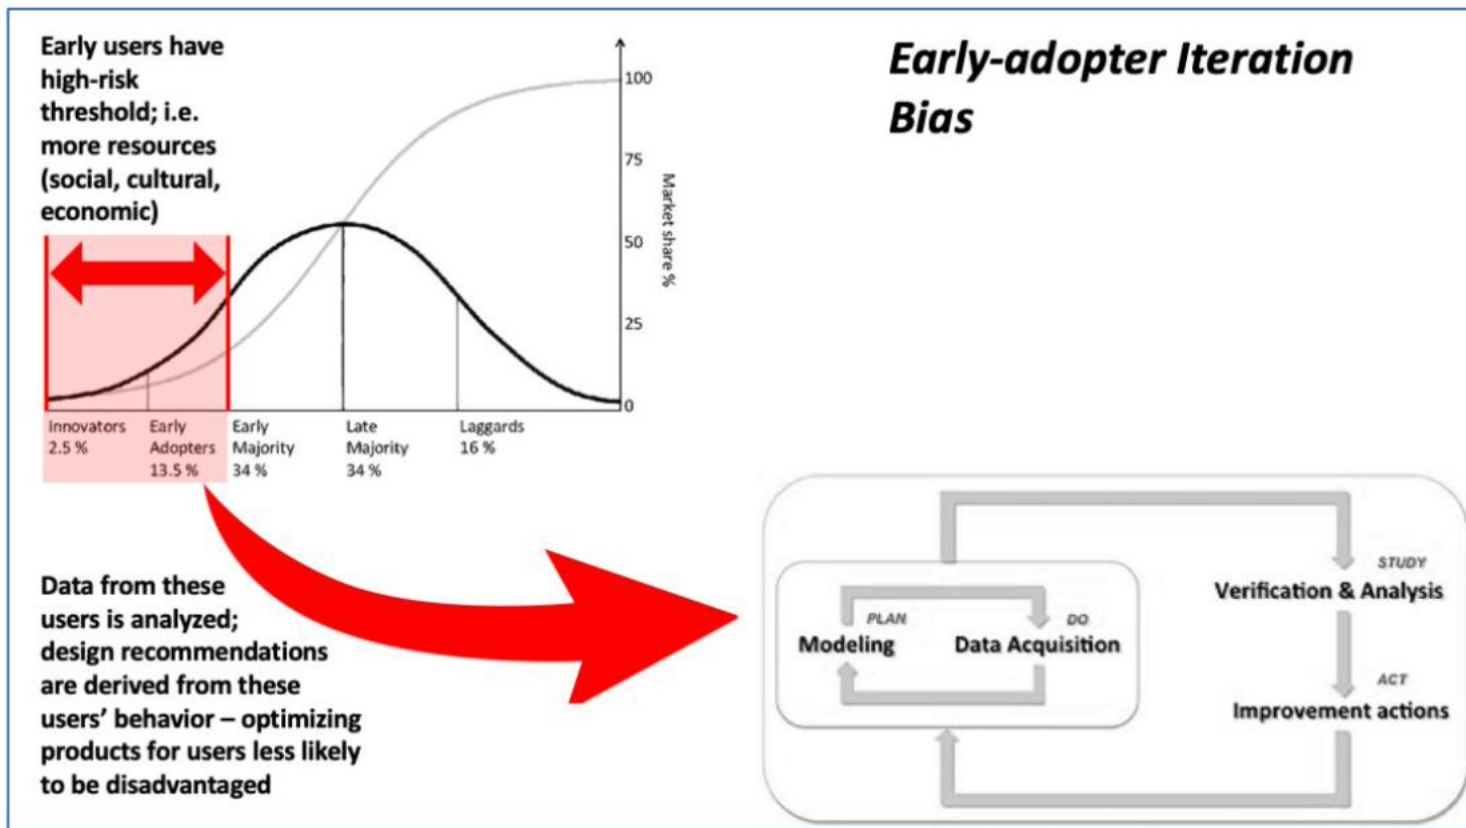 Early-adopter Iteration
Bias
Early users have
high-risk
threshold; i.e.
more resources
(social, cultural,
economic)
100
75
50
25
0
Market share %
Innovators
2.5 %
Early
Adopters
13.5 %
Early
Majority
34 %
Late
Majority
34 %
Laggards
16 %
Data from these
users is analyzed;
design recommendations
are derived from these
users’ behavior – optimizing
products for users less likely
to be disadvantaged
PLAN
Modeling
DO
Data Acquisition
STUDY
Verification & Analysis
ACT
Improvement actions